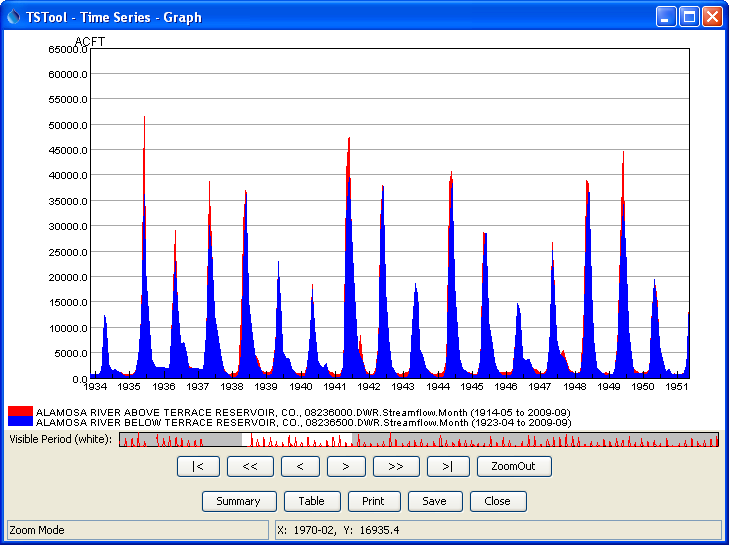 TSTool - Time Series - Graph
ACFT
65000.0
60000.0
55000.0
50000.0
45000.0
40000.0
35000.0
30000.0
25000.0
20000.0
15000.0
10000.0
5000.0
0.0
1934 1935 1936 1937 1938 1939 1940 1941 1942 1943 1944 1945 1946 1947 1948 1949 1950 1951
ALAMOSA RIVER ABOVE TERRACE RESERVOIR, CO., 08236000.DWR.Streamflow.Month (1914-05 to 2009-09)
ALAMOSA RIVER BELOW TERRACE RESERVOIR, CO., 08236500.DWR.Streamflow.Month (1923-04 to 2009-09)
Visible Period (white):
|< << < > >> >| ZoomOut
Summary Table Print Save Close
Zoom Mode X: 1970-02, Y: 16935.4